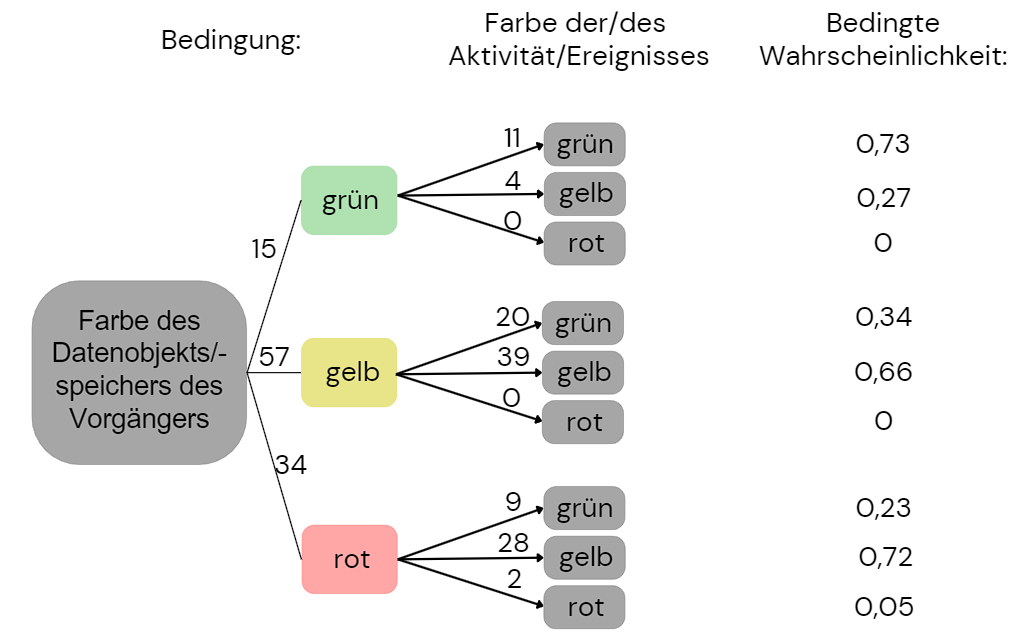 Bedingung:
Farbe der/des
Aktivität/Ereignisses
Bedingte
Wahrscheinlichkeit:
Farbe des
Datenobjekts/-
speichers des
Vorgängers
15
grün
11
grün
0,73
4
gelb
0,27
0
rot
0
57
gelb
20
grün
0,34
39
gelb
0,66
0
rot
0
34
rot
9
grün
0,23
28
gelb
0,72
2
rot
0,05